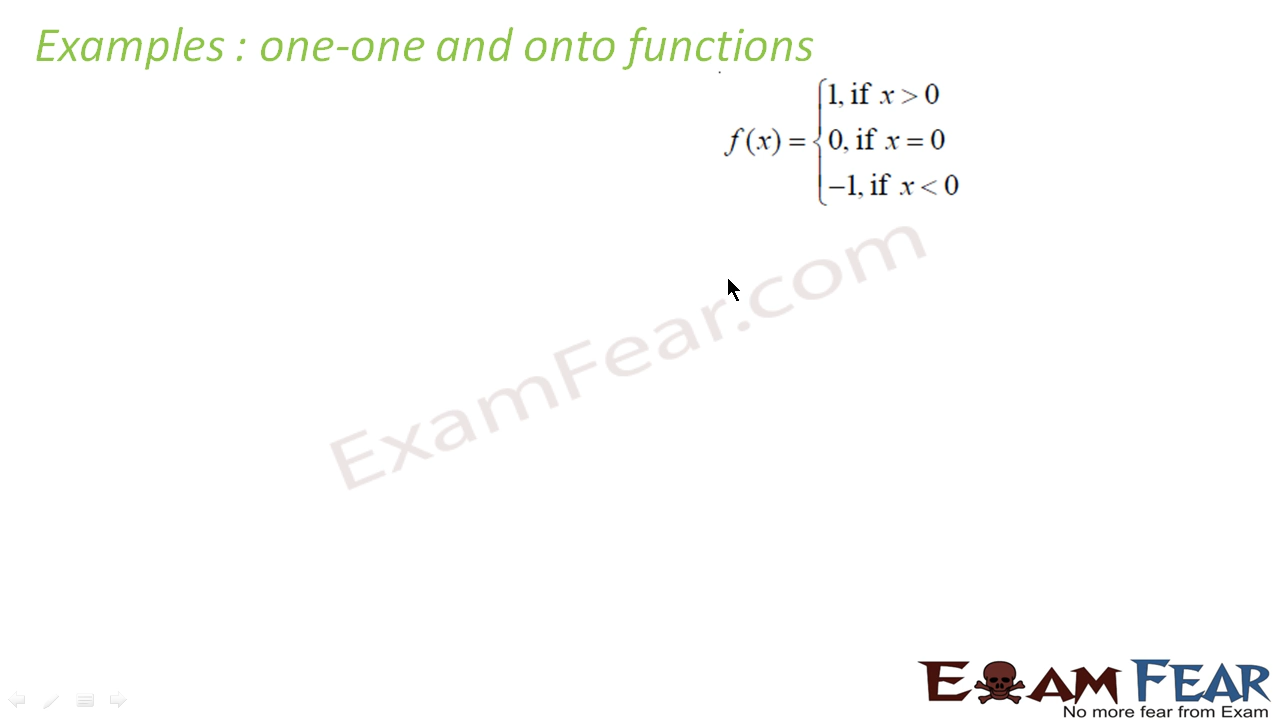 Examples : one-one and onto functions
1, if x > 0
f(x) = 0, if x = 0
−1, if x < 0
ExamFear.com
EXAM FEAR
No more fear from Exam